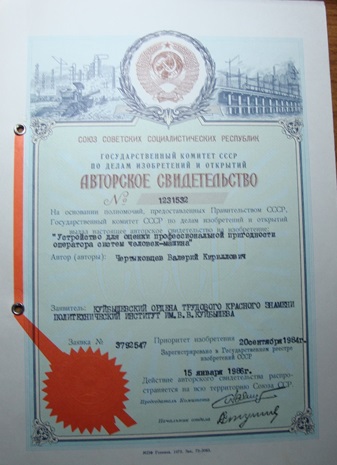 СОЮЗ СОВЕТСКИХ СОЦИАЛИСТИЧЕСКИХ РЕСПУБЛИК
ГОСУДАРСТВЕННЫЙ КОМИТЕТ СССР
ПО ДЕЛАМ ИЗОБРЕТЕНИЙ И ОТКРЫТИЙ
АВТОРСКОЕ СВИДЕТЕЛЬСТВО
№ 1231532
На основании полномочий, предоставленных Правительством СССР,
Государственный комитет СССР по делам изобретений и открытий
выдал настоящее авторское свидетельство на изобретение:
"Устройство для оценки профессиональной пригодности
оператора систем человек-машина"
Автор (авторы): Валерий Кириллович
Заявитель: КУЙБЫШЕВСКИЙ ОРДЕНА ТРУДОВОГО КРАСНОГО ЗНАМЕНИ
ПОЛИТЕХНИЧЕСКИЙ ИНСТИТУТ ИМ.В.В.КУЙБЫШЕВА
Заявка № 3792547 Приоритет изобретения 20сентября1984г.
Зарегистрировано в Государственном реестре
изобретений СССР
15 января 1986г.
Действие авторского свидетельства распро-
страняется на всю территорию Союза ССР.
Председатель Комитета
Начальник отдела